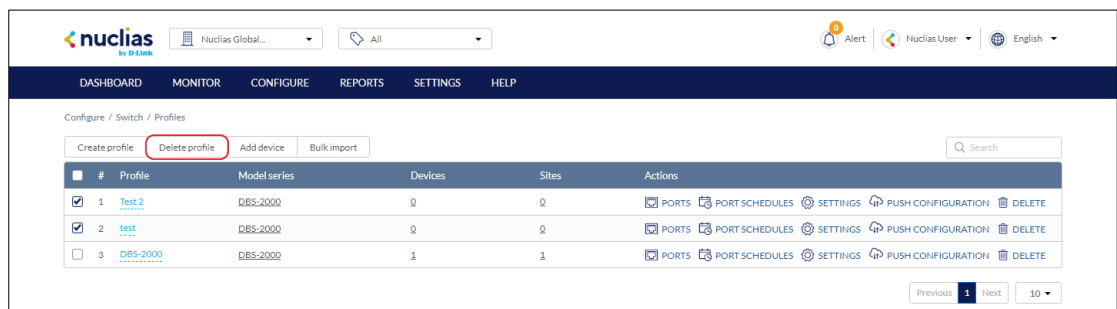 nuclias
by D-Link
Nuclias Global...
All
0
Alert
Nuclias User
English
DASHBOARD MONITOR CONFIGURE REPORTS SETTINGS HELP
Configure / Switch / Profiles
Create profile Delete profile Add device Bulk import Search
# Profile Model series Devices Sites Actions
1 Test 2 DBS-2000 0 0 PORTS PORT SCHEDULES SETTINGS PUSH CONFIGURATION DELETE
2 test DBS-2000 0 0 PORTS PORT SCHEDULES SETTINGS PUSH CONFIGURATION DELETE
3 DBS-2000 DBS-2000 1 1 PORTS PORT SCHEDULES SETTINGS PUSH CONFIGURATION DELETE
Previous 1 Next 10